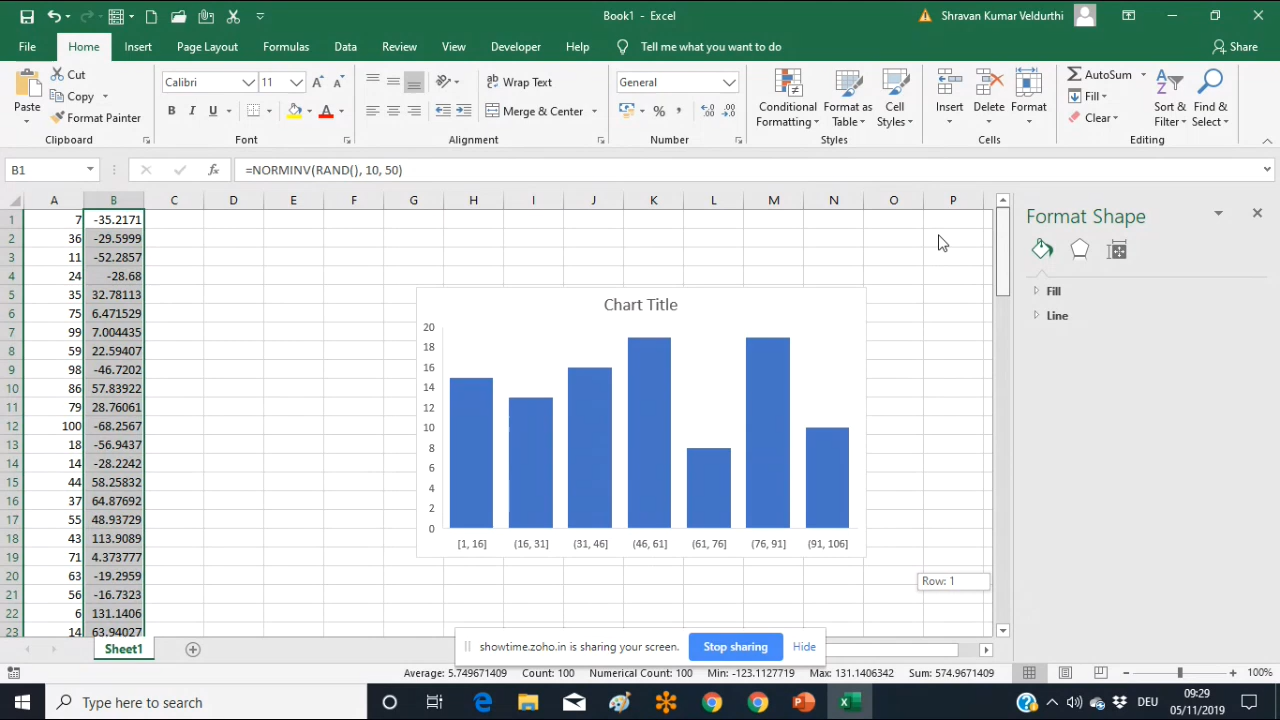 Book1 - Excel
Shravan Kumar Veldurthi
File Home Insert Page Layout Formulas Data Review View Developer Help Tell me what you want to do Share
Paste
Cut
Copy
Format Painter
Clipboard
Calibri 11
B I U
Font
Wrap Text
Merge & Center
Alignment
General
%
Number
Conditional Formatting
Format as Table
Cell Styles
Styles
Insert
Delete
Format
Cells
AutoSum
Fill
Clear
Sort & Filter
Find & Select
Editing
B1 fx =NORMINV(RAND(), 10, 50)
A B C D E F G H I J K L M N O P
1 7 -35.2171
2 36 -29.5999
3 11 -52.2857
4 24 -28.68
5 35 32.78113
6 75 6.471529
7 99 7.004435
8 59 22.59407
9 98 -46.7202
10 86 57.83922
11 79 28.76061
12 100 -68.2567
13 18 -56.9437
14 14 -28.2242
15 44 58.25832
16 37 64.87692
17 55 48.93729
18 43 113.9089
19 71 4.373777
20 63 -19.2959
21 56 -16.7323
22 6 131.1406
23 14 63.94027
Chart Title
20
18
16
14
12
10
8
6
4
2
0
[1, 16] (16, 31] (31, 46] (46, 61] (61, 76] (76, 91] (91, 106]
Format Shape
Fill
Line
Row: 1
Sheet1
showtime.zoho.in is sharing your screen. Stop sharing Hide
Average: 5.749671409 Count: 100 Numerical Count: 100 Min: -123.1127719 Max: 131.1406342 Sum: 574.9671409 100%
Type here to search
DEU
09:29
05/11/2019